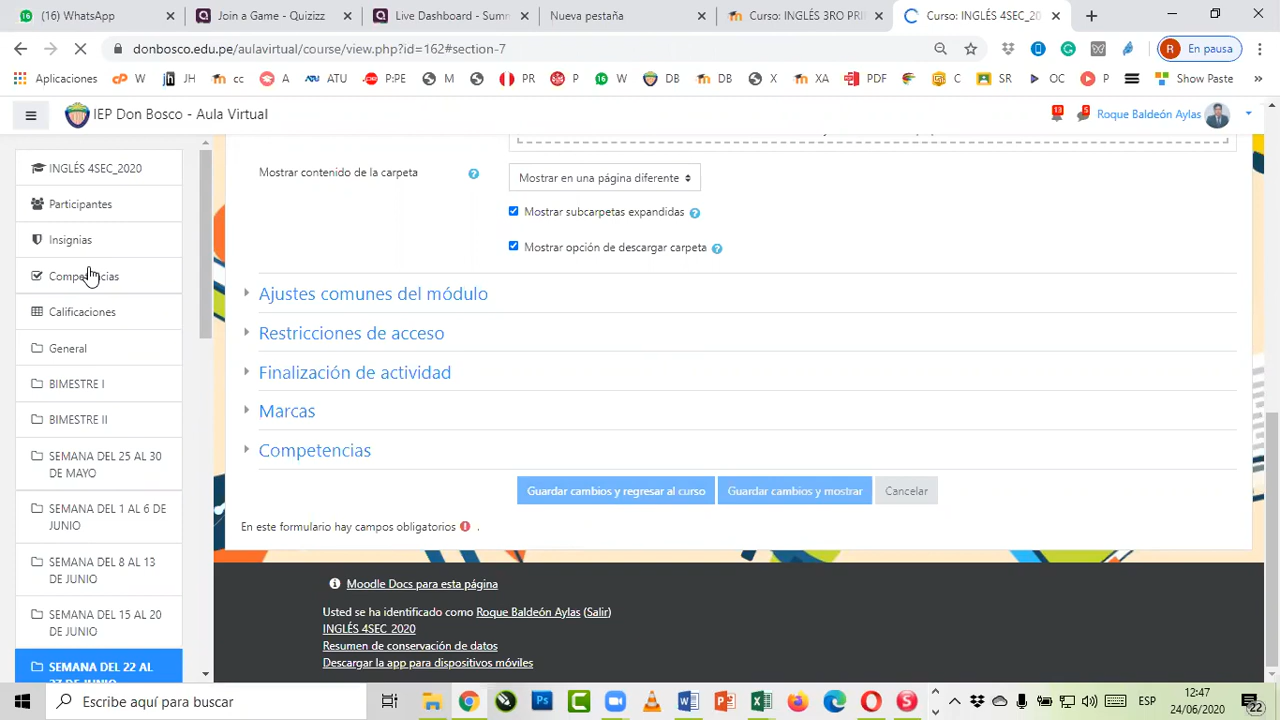 (16) WhatsApp
Join a Game - Quizizz
Live Dashboard - Summ
Nueva pestaña
Curso: INGLÉS 3RO PRI
Curso: INGLÉS 4SEC_20
donbosco.edu.pe/aulavirtual/course/view.php?id=162#section-7
En pausa
Aplicaciones
W
JH
cc
A
ATU
P:PE
M
PR
P
W
DB
DB
X
XA
PDF
C
SR
OC
P
Show Paste
IEP Don Bosco - Aula Virtual
13
5
Roque Baldeón Aylas
INGLÉS 4SEC_2020
Participantes
Insignias
Competencias
Calificaciones
General
BIMESTRE I
BIMESTRE II
SEMANA DEL 25 AL 30
DE MAYO
SEMANA DEL 1 AL 6 DE
JUNIO
SEMANA DEL 8 AL 13
DE JUNIO
SEMANA DEL 15 AL 20
DE JUNIO
SEMANA DEL 22 AL
Mostrar contenido de la carpeta
Mostrar en una página diferente
Mostrar subcarpetas expandidas
Mostrar opción de descargar carpeta
Ajustes comunes del módulo
Restricciones de acceso
Finalización de actividad
Marcas
Competencias
Guardar cambios y regresar al curso
Guardar cambios y mostrar
Cancelar
En este formulario hay campos obligatorios .
Moodle Docs para esta página
Usted se ha identificado como Roque Baldeón Aylas (Salir)
INGLÉS 4SEC_2020
Resumen de conservación de datos
Descargar la app para dispositivos móviles
Escribe aquí para buscar
ESP
12:47
24/06/2020
22